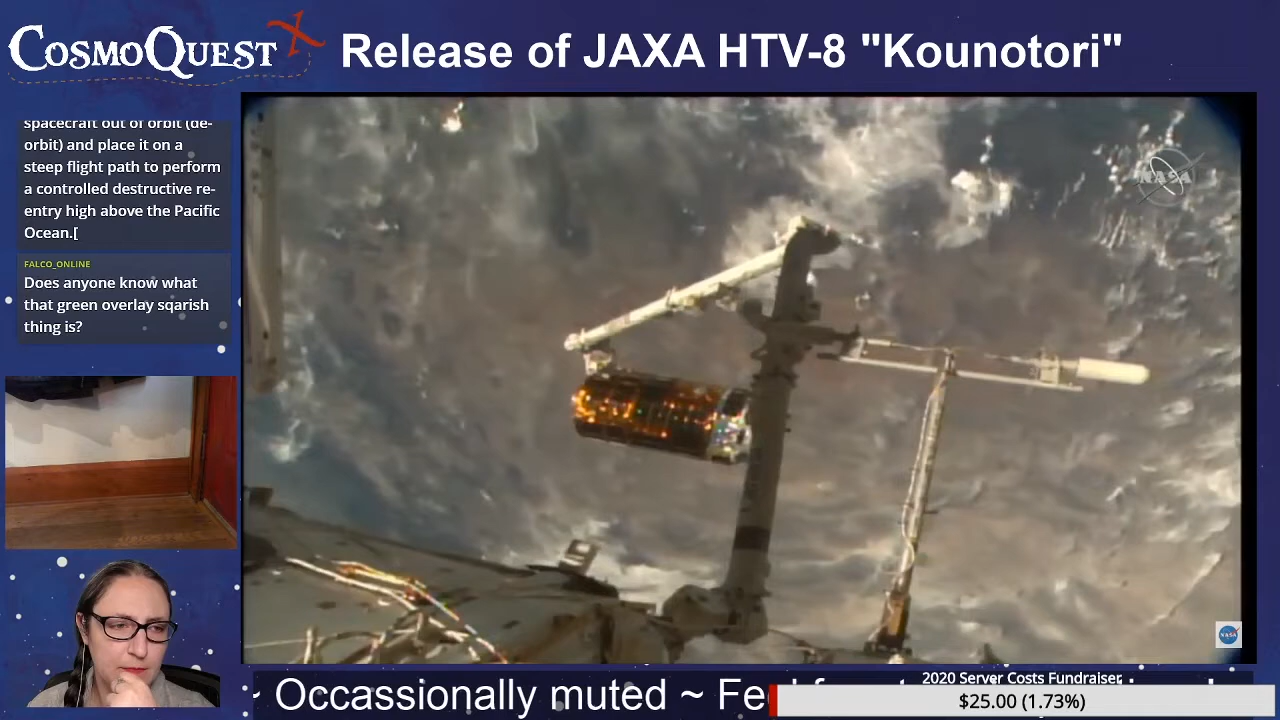 CosmoQuest X
Release of JAXA HTV-8 "Kounotori"
spacecraft out of orbit (de-
orbit) and place it on a
steep flight path to perform
a controlled destructive re-
entry high above the Pacific
Ocean.[
FALCO_ONLINE
Does anyone know what
that green overlay sqarish
thing is?
NASA
NASA
~ Occassionally muted ~
2020 Server Costs Fundraiser
$25.00 (1.73%)